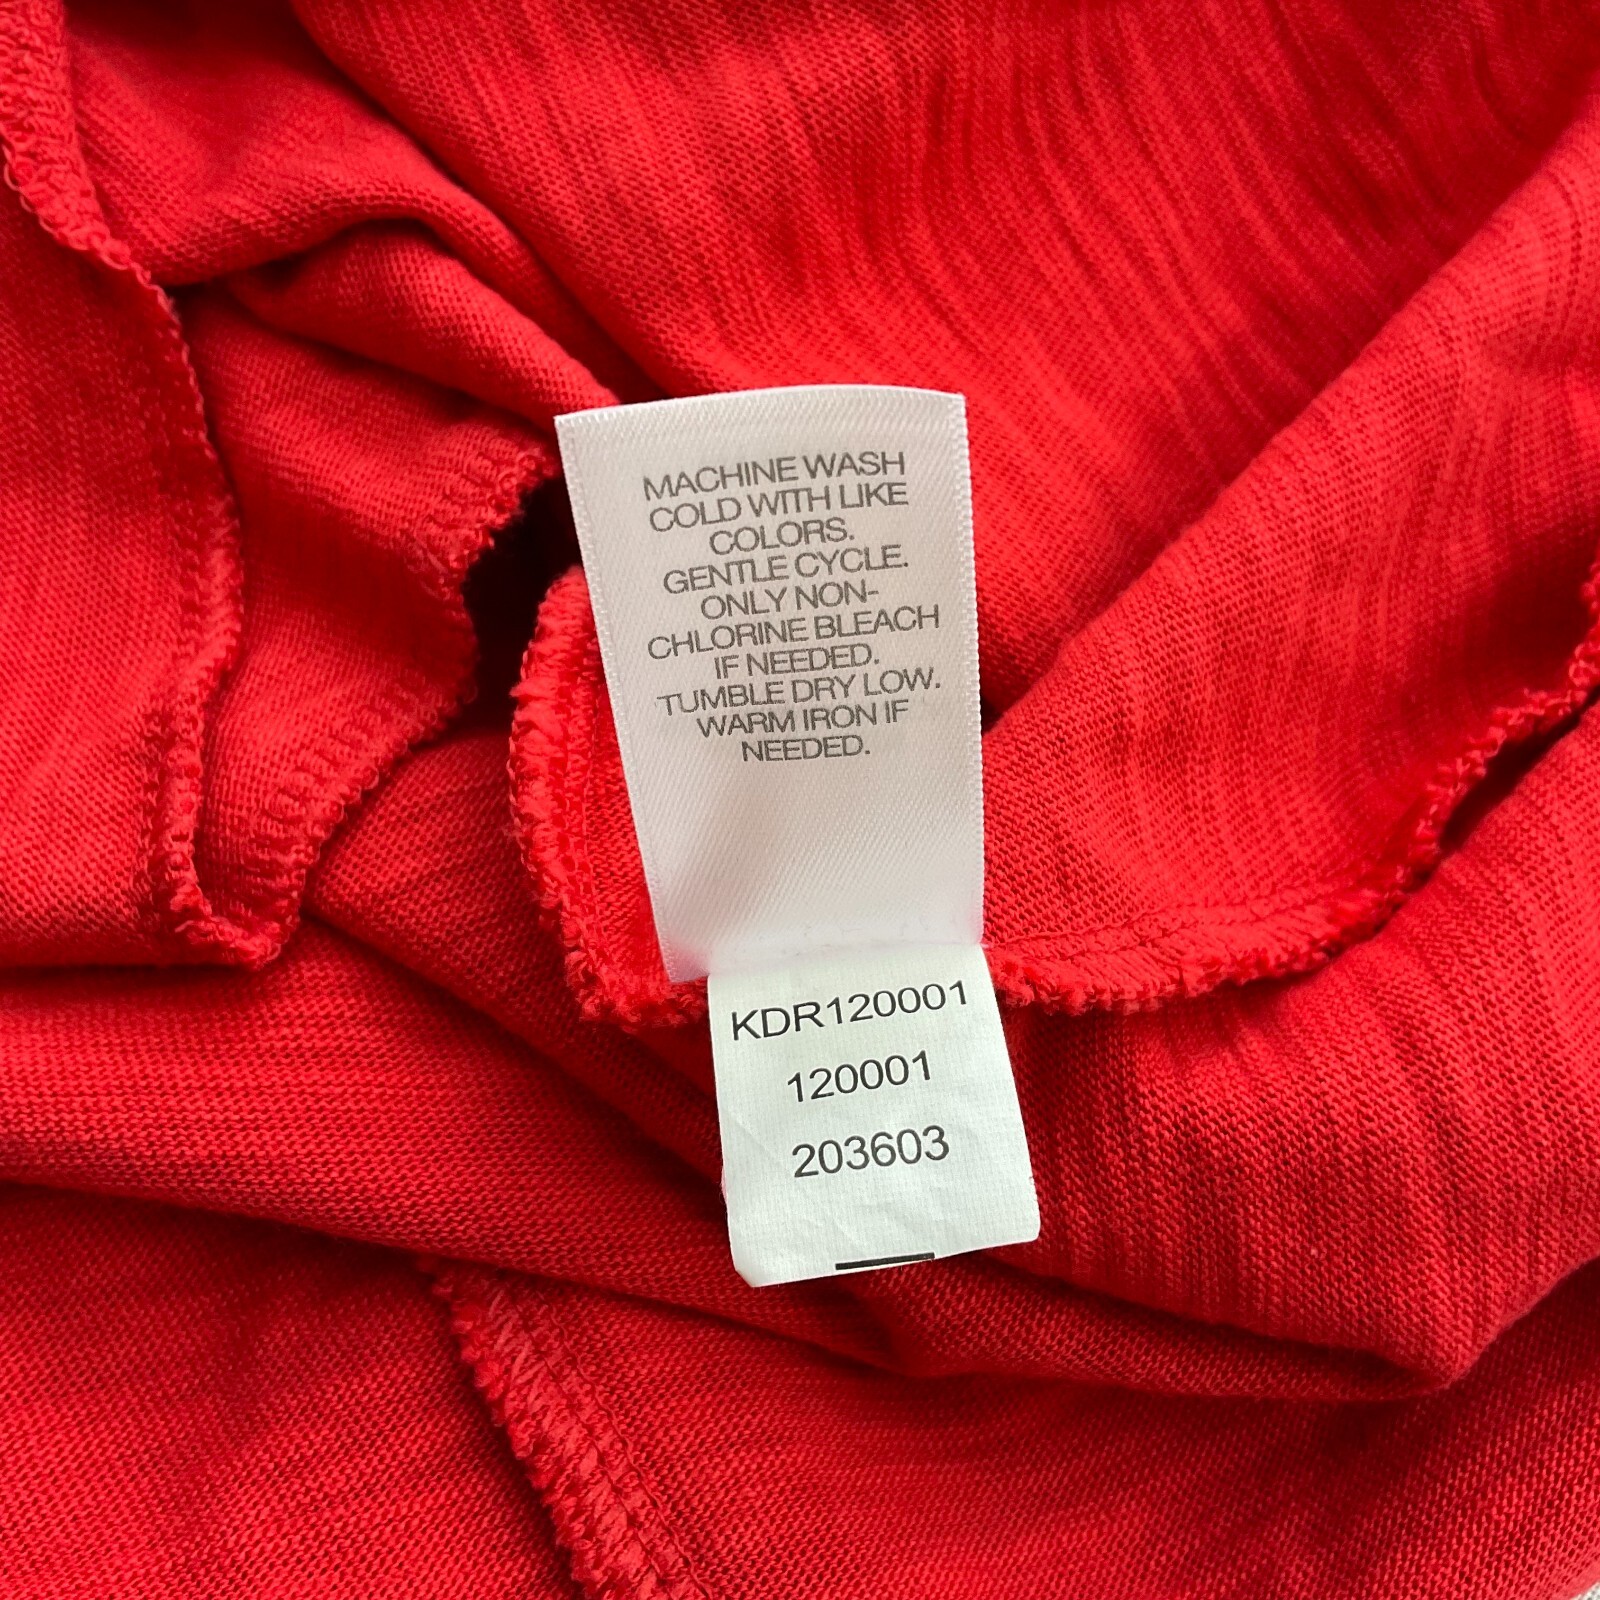 MACHINE WASH
COLD WITH LIKE
COLORS.
GENTLE CYCLE.
ONLY NON-
CHLORINE BLEACH
IF NEEDED.
TUMBLE DRY LOW.
WARM IRON IF
NEEDED.
KDR120001
120001
203603